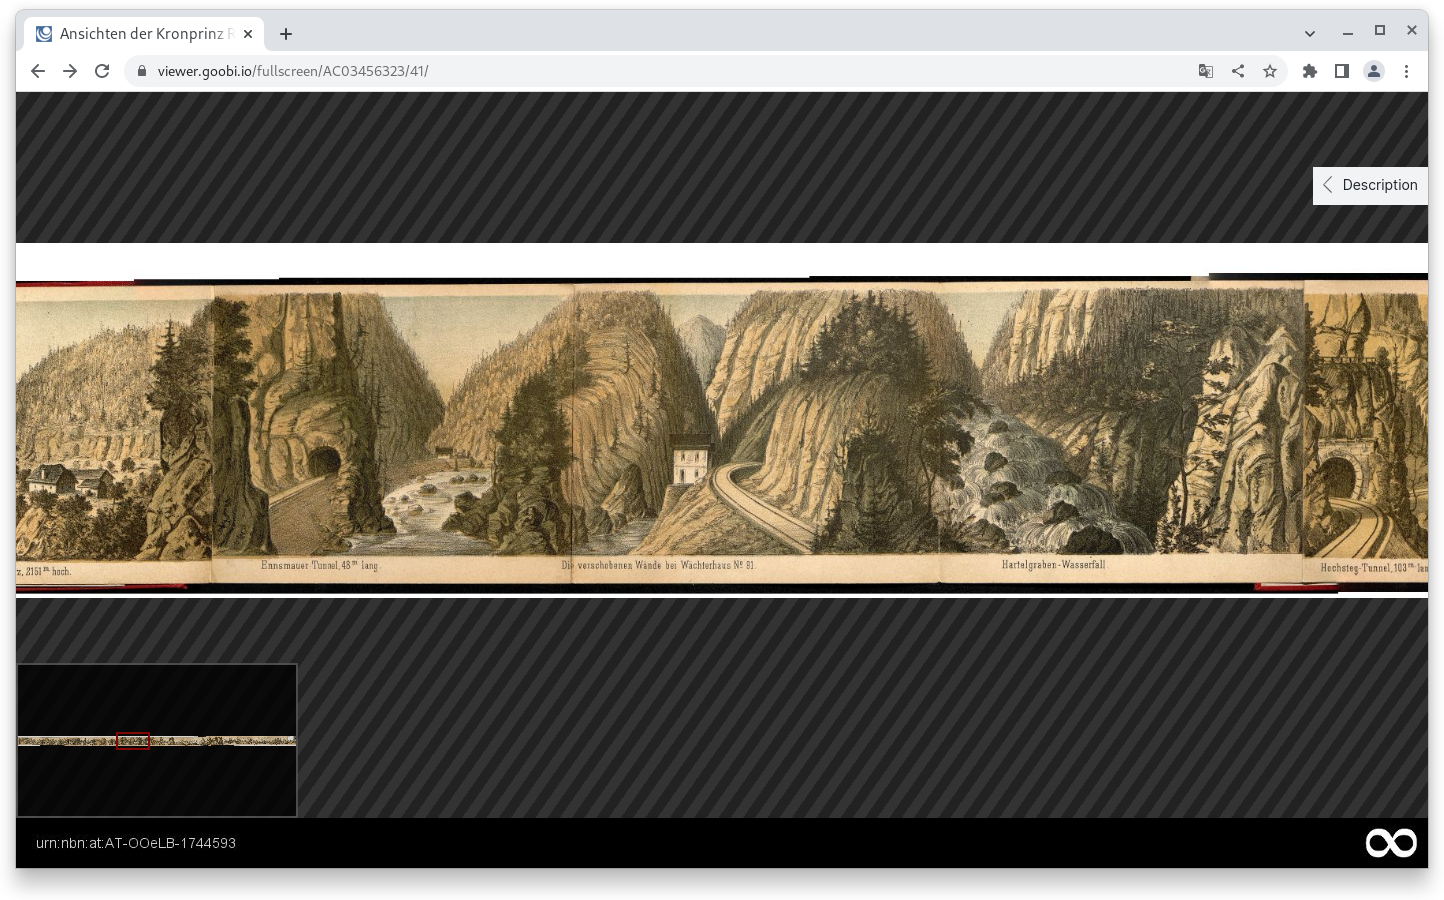 Ansichten der Kronprinz R
viewer.goobi.io/fullscreen/AC03456323/41/
Description
z, 2151 m hoch.
Ennsmauer Tunnel, 48 m lang.
Die verschobenen Wände bei Wächterhaus Nº 81.
Hartelgraben-Wasserfall.
Hochsteg-Tunnel, 103 m lan
urn:nbn:at:AT-OOeLB-1744593